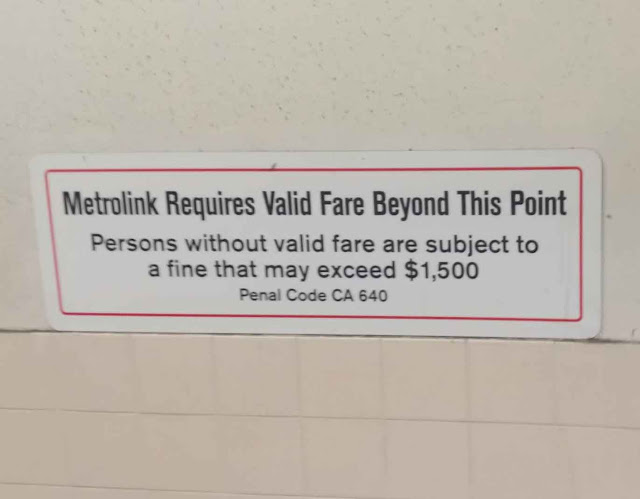 Metrolink Requires Valid Fare Beyond This Point
Persons without valid fare are subject to
a fine that may exceed $1,500
Penal Code CA 640